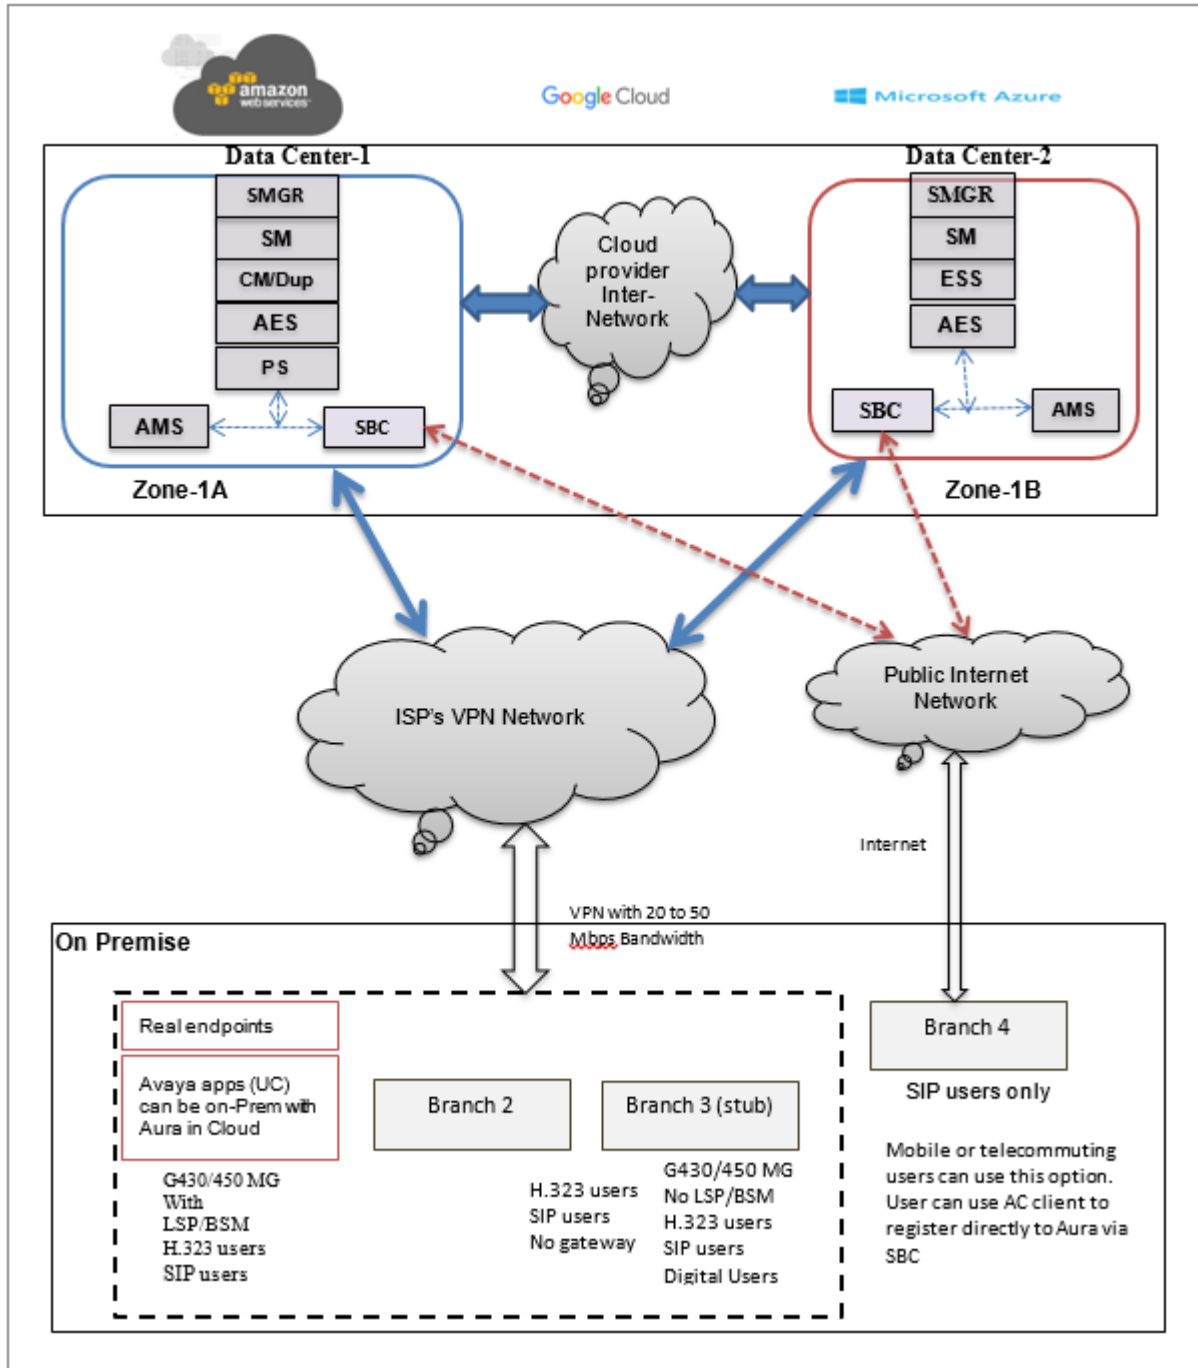 amazon
webservices™
Google Cloud
Microsoft Azure
Data Center-1
Data Center-2
SMGR
SM
CM/Dup
AES
PS
AMS
SBC
Zone-1A
Cloud
provider
Inter-
Network
SMGR
SM
ESS
AES
SBC
AMS
Zone-1B
ISP's VPN Network
Public Internet
Network
Internet
VPN with 20 to 50
Mbps Bandwidth
On Premise
Real endpoints
Avaya apps (UC)
can be on-Prem with
Aura in Cloud
G430/450 MG
With
LSP/BSM
H.323 users
SIP users
Branch 2
H.323 users
SIP users
No gateway
Branch 3 (stub)
G430/450 MG
No LSP/BSM
H.323 users
SIP users
Digital Users
Branch 4
SIP users only
Mobile or telecommuting
users can use this option.
User can use AC client to
register directly to Aura via
SBC